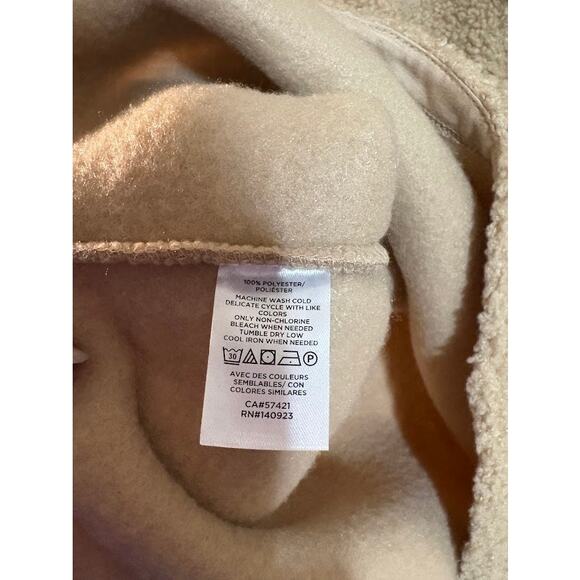 100% POLYESTER/
POLIÉSTER
MACHINE WASH COLD
DELICATE CYCLE WITH LIKE
COLORS
ONLY NON-CHLORINE
BLEACH WHEN NEEDED
TUMBLE DRY LOW
COOL IRON WHEN NEEDED
30 P
AVEC DES COULEURS
SEMBLABLES/ CON
COLORES SIMILARES
CA#57421
RN#140923